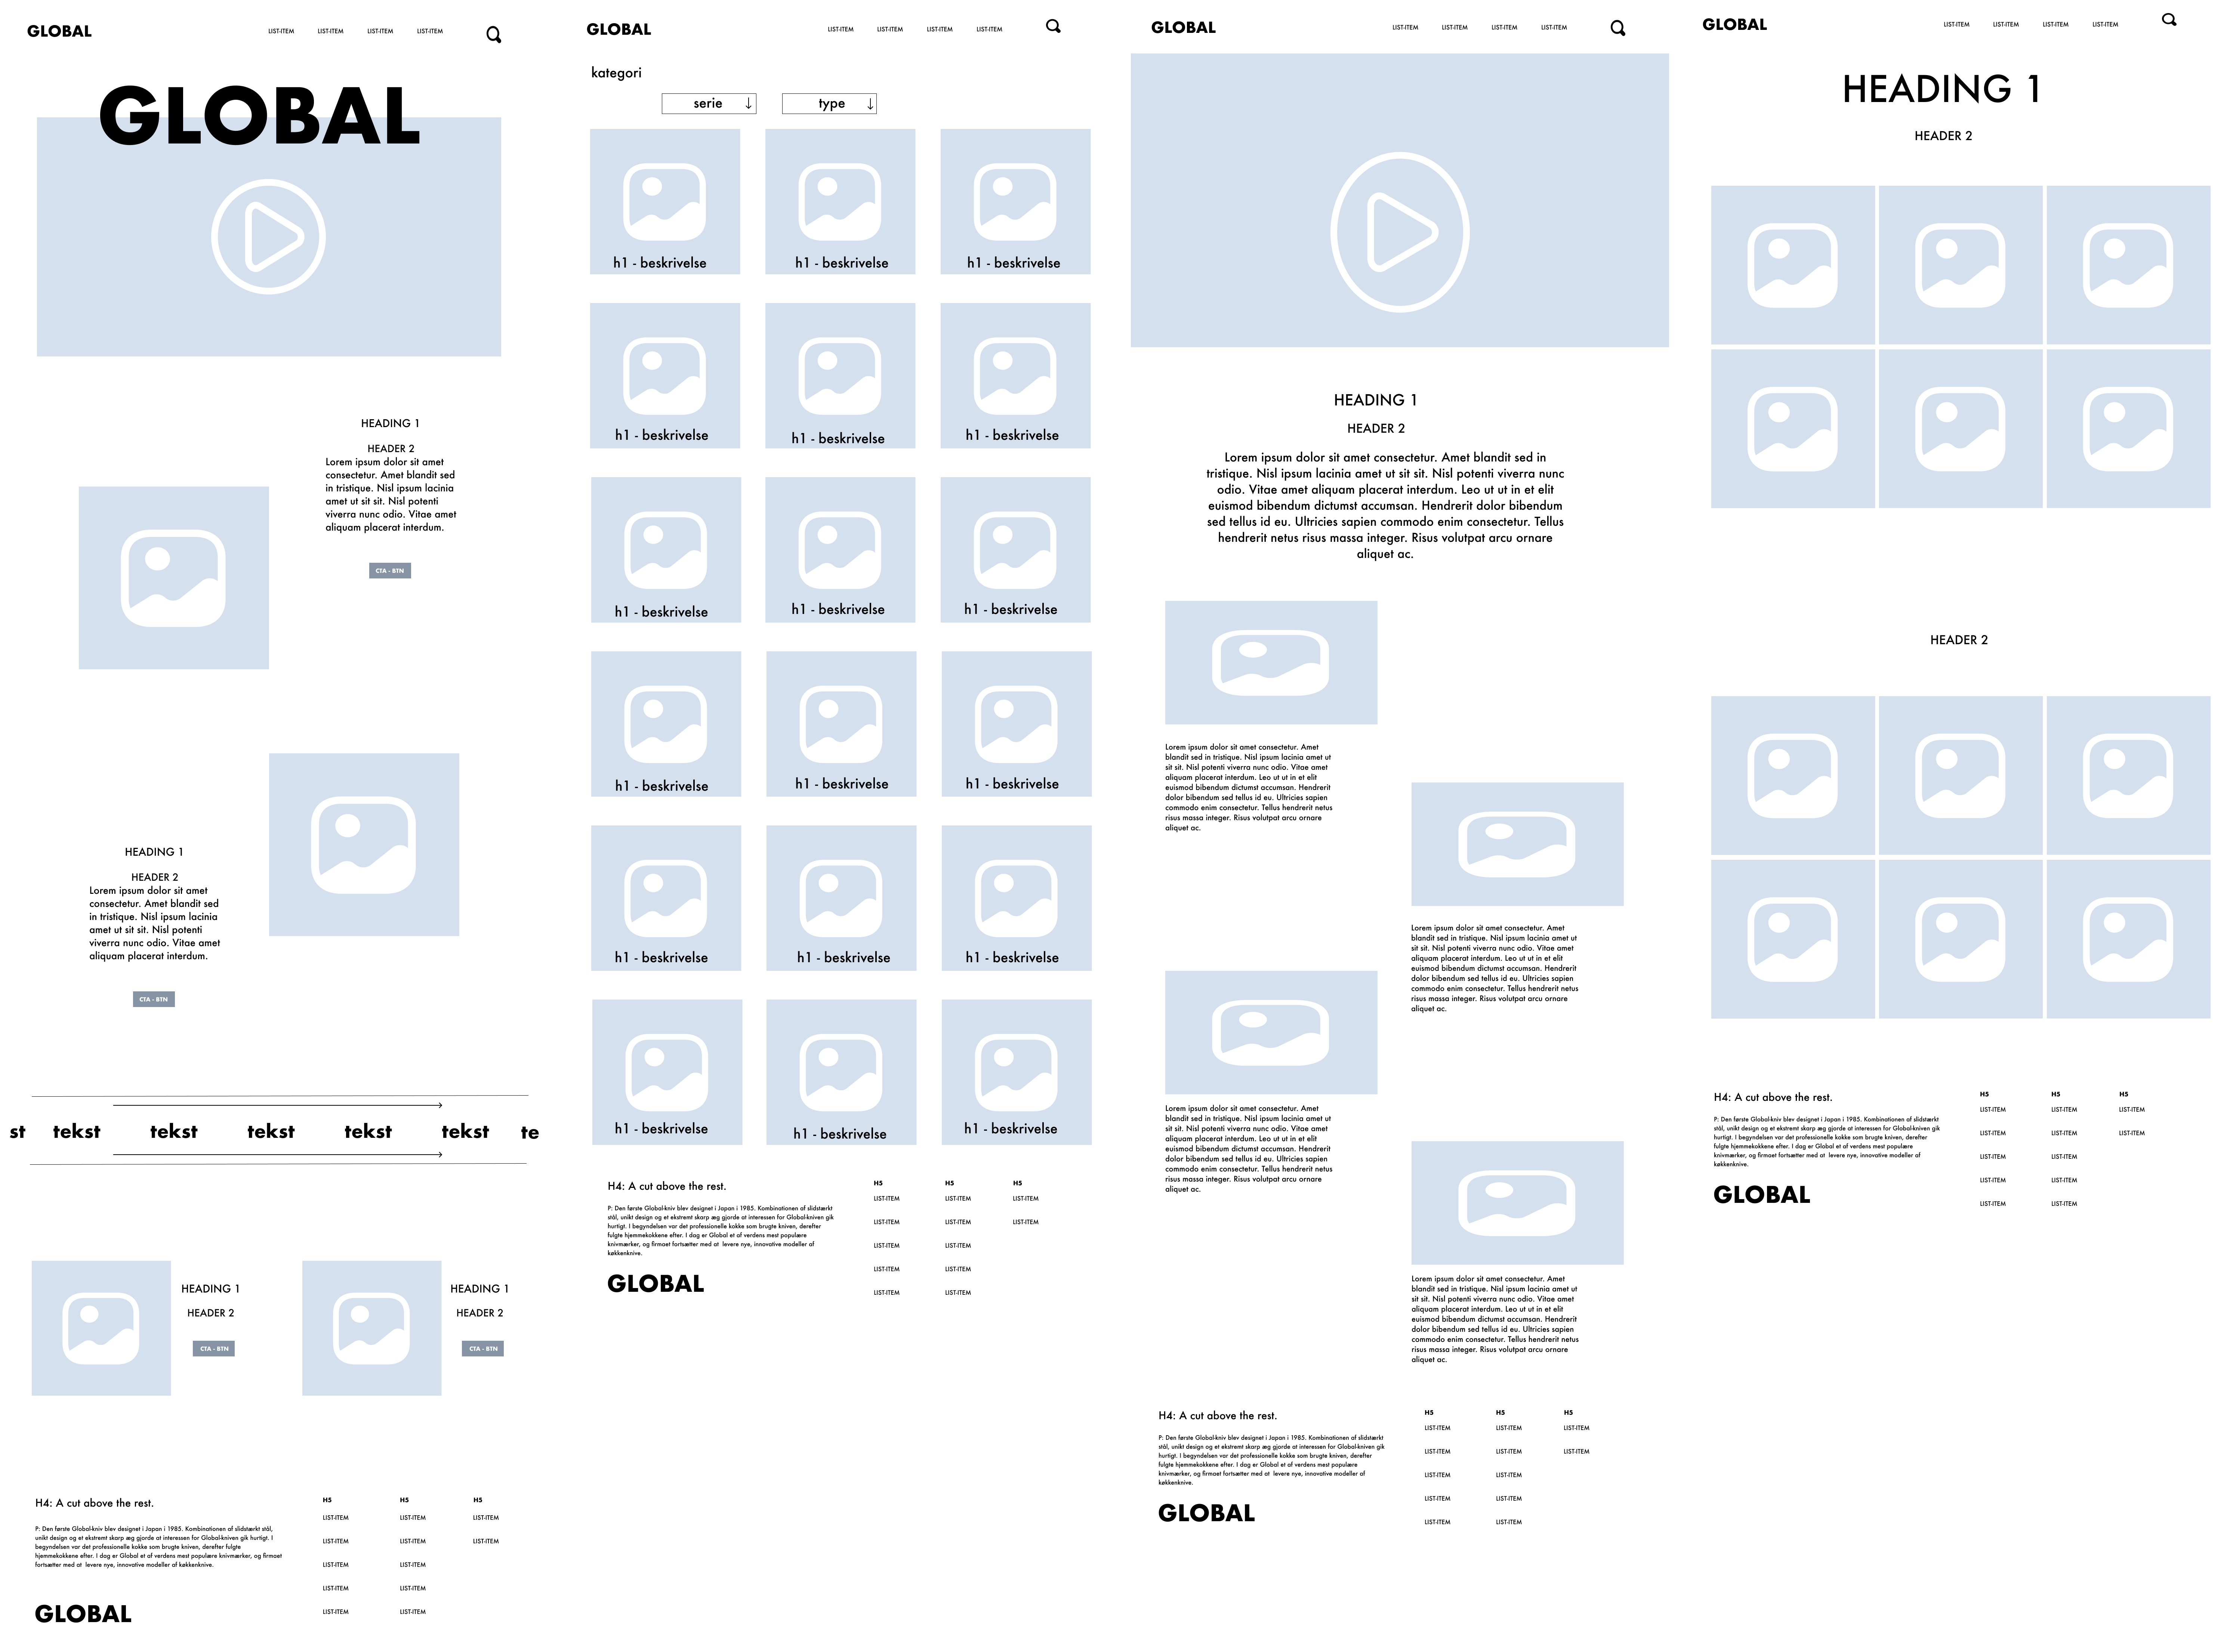 GLOBAL
LIST-ITEM LIST-ITEM LIST-ITEM LIST-ITEM
GLOBAL
HEADING 1
HEADER 2
Lorem ipsum dolor sit amet
consectetur. Amet blandit sed
in tristique. Nisl ipsum lacinia
amet ut sit sit. Nisl potenti
viverra nunc odio. Vitae amet
aliquam placerat interdum.
CTA - BTN
HEADING 1
HEADER 2
Lorem ipsum dolor sit amet
consectetur. Amet blandit sed
in tristique. Nisl ipsum lacinia
amet ut sit sit. Nisl potenti
viverra nunc odio. Vitae amet
aliquam placerat interdum.
CTA - BTN
st tekst tekst tekst tekst tekst te
HEADING 1
HEADER 2
CTA - BTN
HEADING 1
HEADER 2
CTA - BTN
H4: A cut above the rest.
P: Den første Global-kniv blev designet i Japan i 1985. Kombinationen af slidstærkt stål,
unikt design og et ekstremt skarp æg gjorde at interessen for Global-kniven gik hurtigt. I
begyndelsen var det professionelle kokke som brugte kniven, derefter fulgte
hjemmekokkene efter. I dag er Global et af verdens mest populære knivmærker, og firmaet
fortsætter med at levere nye, innovative modeller af køkkenknive.
GLOBAL
H5
LIST-ITEM
LIST-ITEM
LIST-ITEM
LIST-ITEM
LIST-ITEM
H5
LIST-ITEM
LIST-ITEM
LIST-ITEM
LIST-ITEM
LIST-ITEM
H5
LIST-ITEM
LIST-ITEM
GLOBAL
LIST-ITEM LIST-ITEM LIST-ITEM LIST-ITEM
kategori
serie ↓ type ↓
h1 - beskrivelse h1 - beskrivelse h1 - beskrivelse
h1 - beskrivelse h1 - beskrivelse h1 - beskrivelse
h1 - beskrivelse h1 - beskrivelse h1 - beskrivelse
h1 - beskrivelse h1 - beskrivelse h1 - beskrivelse
h1 - beskrivelse h1 - beskrivelse h1 - beskrivelse
h1 - beskrivelse h1 - beskrivelse h1 - beskrivelse
H4: A cut above the rest.
P: Den første Global-kniv blev designet i Japan i 1985. Kombinationen af slidstærkt
stål, unikt design og et ekstremt skarp æg gjorde at interessen for Global-kniven gik
hurtigt. I begyndelsen var det professionelle kokke som brugte kniven, derefter
fulgte hjemmekokkene efter. I dag er Global et af verdens mest populære
knivmærker, og firmaet fortsætter med at levere nye, innovative modeller af
køkkenknive.
GLOBAL
H5
LIST-ITEM
LIST-ITEM
LIST-ITEM
LIST-ITEM
LIST-ITEM
H5
LIST-ITEM
LIST-ITEM
LIST-ITEM
LIST-ITEM
LIST-ITEM
H5
LIST-ITEM
LIST-ITEM
GLOBAL
LIST-ITEM LIST-ITEM LIST-ITEM LIST-ITEM
HEADING 1
HEADER 2
Lorem ipsum dolor sit amet consectetur. Amet blandit sed in
tristique. Nisl ipsum lacinia amet ut sit sit. Nisl potenti viverra nunc
odio. Vitae amet aliquam placerat interdum. Leo ut ut in et elit
euismod bibendum dictumst accumsan. Hendrerit dolor bibendum
sed tellus id eu. Ultricies sapien commodo enim consectetur. Tellus
hendrerit netus risus massa integer. Risus volutpat arcu ornare
aliquet ac.
Lorem ipsum dolor sit amet consectetur. Amet
blandit sed in tristique. Nisl ipsum lacinia amet ut
sit sit. Nisl potenti viverra nunc odio. Vitae amet
aliquam placerat interdum. Leo ut ut in et elit
euismod bibendum dictumst accumsan. Hendrerit
dolor bibendum sed tellus id eu. Ultricies sapien
commodo enim consectetur. Tellus hendrerit netus
risus massa integer. Risus volutpat arcu ornare
aliquet ac.
Lorem ipsum dolor sit amet consectetur. Amet
blandit sed in tristique. Nisl ipsum lacinia amet ut
sit sit. Nisl potenti viverra nunc odio. Vitae amet
aliquam placerat interdum. Leo ut ut in et elit
euismod bibendum dictumst accumsan. Hendrerit
dolor bibendum sed tellus id eu. Ultricies sapien
commodo enim consectetur. Tellus hendrerit netus
risus massa integer. Risus volutpat arcu ornare
aliquet ac.
Lorem ipsum dolor sit amet consectetur. Amet
blandit sed in tristique. Nisl ipsum lacinia amet ut
sit sit. Nisl potenti viverra nunc odio. Vitae amet
aliquam placerat interdum. Leo ut ut in et elit
euismod bibendum dictumst accumsan. Hendrerit
dolor bibendum sed tellus id eu. Ultricies sapien
commodo enim consectetur. Tellus hendrerit netus
risus massa integer. Risus volutpat arcu ornare
aliquet ac.
Lorem ipsum dolor sit amet consectetur. Amet
blandit sed in tristique. Nisl ipsum lacinia amet ut
sit sit. Nisl potenti viverra nunc odio. Vitae amet
aliquam placerat interdum. Leo ut ut in et elit
euismod bibendum dictumst accumsan. Hendrerit
dolor bibendum sed tellus id eu. Ultricies sapien
commodo enim consectetur. Tellus hendrerit netus
risus massa integer. Risus volutpat arcu ornare
aliquet ac.
H4: A cut above the rest.
P: Den første Global-kniv blev designet i Japan i 1985. Kombinationen af slidstærkt
stål, unikt design og et ekstremt skarp æg gjorde at interessen for Global-kniven gik
hurtigt. I begyndelsen var det professionelle kokke som brugte kniven, derefter
fulgte hjemmekokkene efter. I dag er Global et af verdens mest populære
knivmærker, og firmaet fortsætter med at levere nye, innovative modeller af
køkkenknive.
GLOBAL
H5
LIST-ITEM
LIST-ITEM
LIST-ITEM
LIST-ITEM
LIST-ITEM
H5
LIST-ITEM
LIST-ITEM
LIST-ITEM
LIST-ITEM
LIST-ITEM
H5
LIST-ITEM
LIST-ITEM
GLOBAL
LIST-ITEM LIST-ITEM LIST-ITEM LIST-ITEM
HEADING 1
HEADER 2
HEADER 2
H4: A cut above the rest.
P: Den første Global-kniv blev designet i Japan i 1985. Kombinationen af slidstærkt
stål, unikt design og et ekstremt skarp æg gjorde at interessen for Global-kniven gik
hurtigt. I begyndelsen var det professionelle kokke som brugte kniven, derefter
fulgte hjemmekokkene efter. I dag er Global et af verdens mest populære
knivmærker, og firmaet fortsætter med at levere nye, innovative modeller af
køkkenknive.
GLOBAL
H5
LIST-ITEM
LIST-ITEM
LIST-ITEM
LIST-ITEM
LIST-ITEM
H5
LIST-ITEM
LIST-ITEM
LIST-ITEM
LIST-ITEM
LIST-ITEM
H5
LIST-ITEM
LIST-ITEM